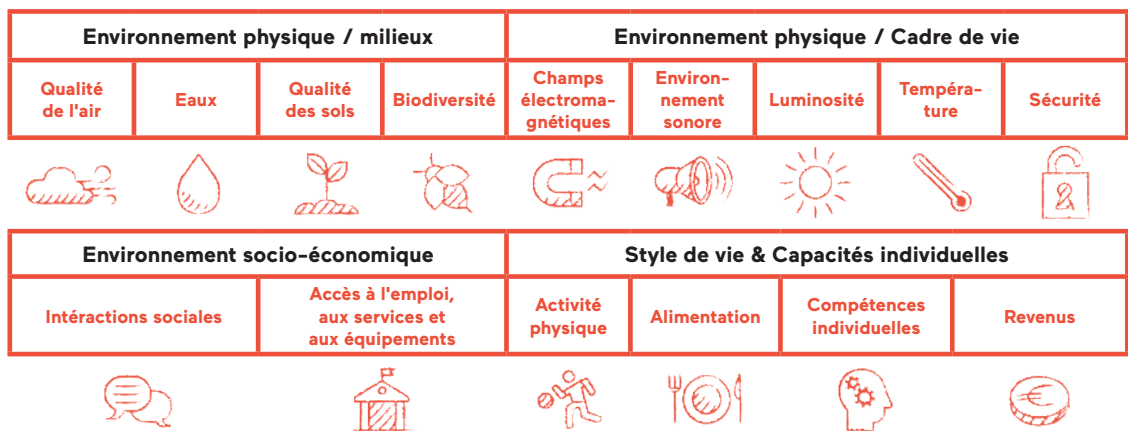 Environnement physique / milieux
Environnement physique / Cadre de vie
Qualité
de l'air
Eaux
Qualité
des sols
Biodiversité
Champs
électroma-
gnétiques
Environ-
nement
sonore
Luminosité
Tempéra-
ture
Sécurité
Environnement socio-économique
Style de vie & Capacités individuelles
Intéractions sociales
Accès à l'emploi,
aux services et
aux équipements
Activité
physique
Alimentation
Compétences
individuelles
Revenus